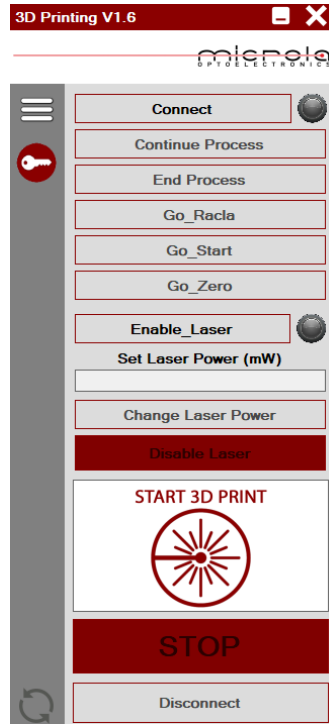 3D Printing V1.6
microla
OPTOELECTRONICS
Connect
Continue Process
End Process
Go_Racla
Go_Start
Go_Zero
Enable_Laser
Set Laser Power (mW)
Change Laser Power
Disable Laser
START 3D PRINT
STOP
Disconnect